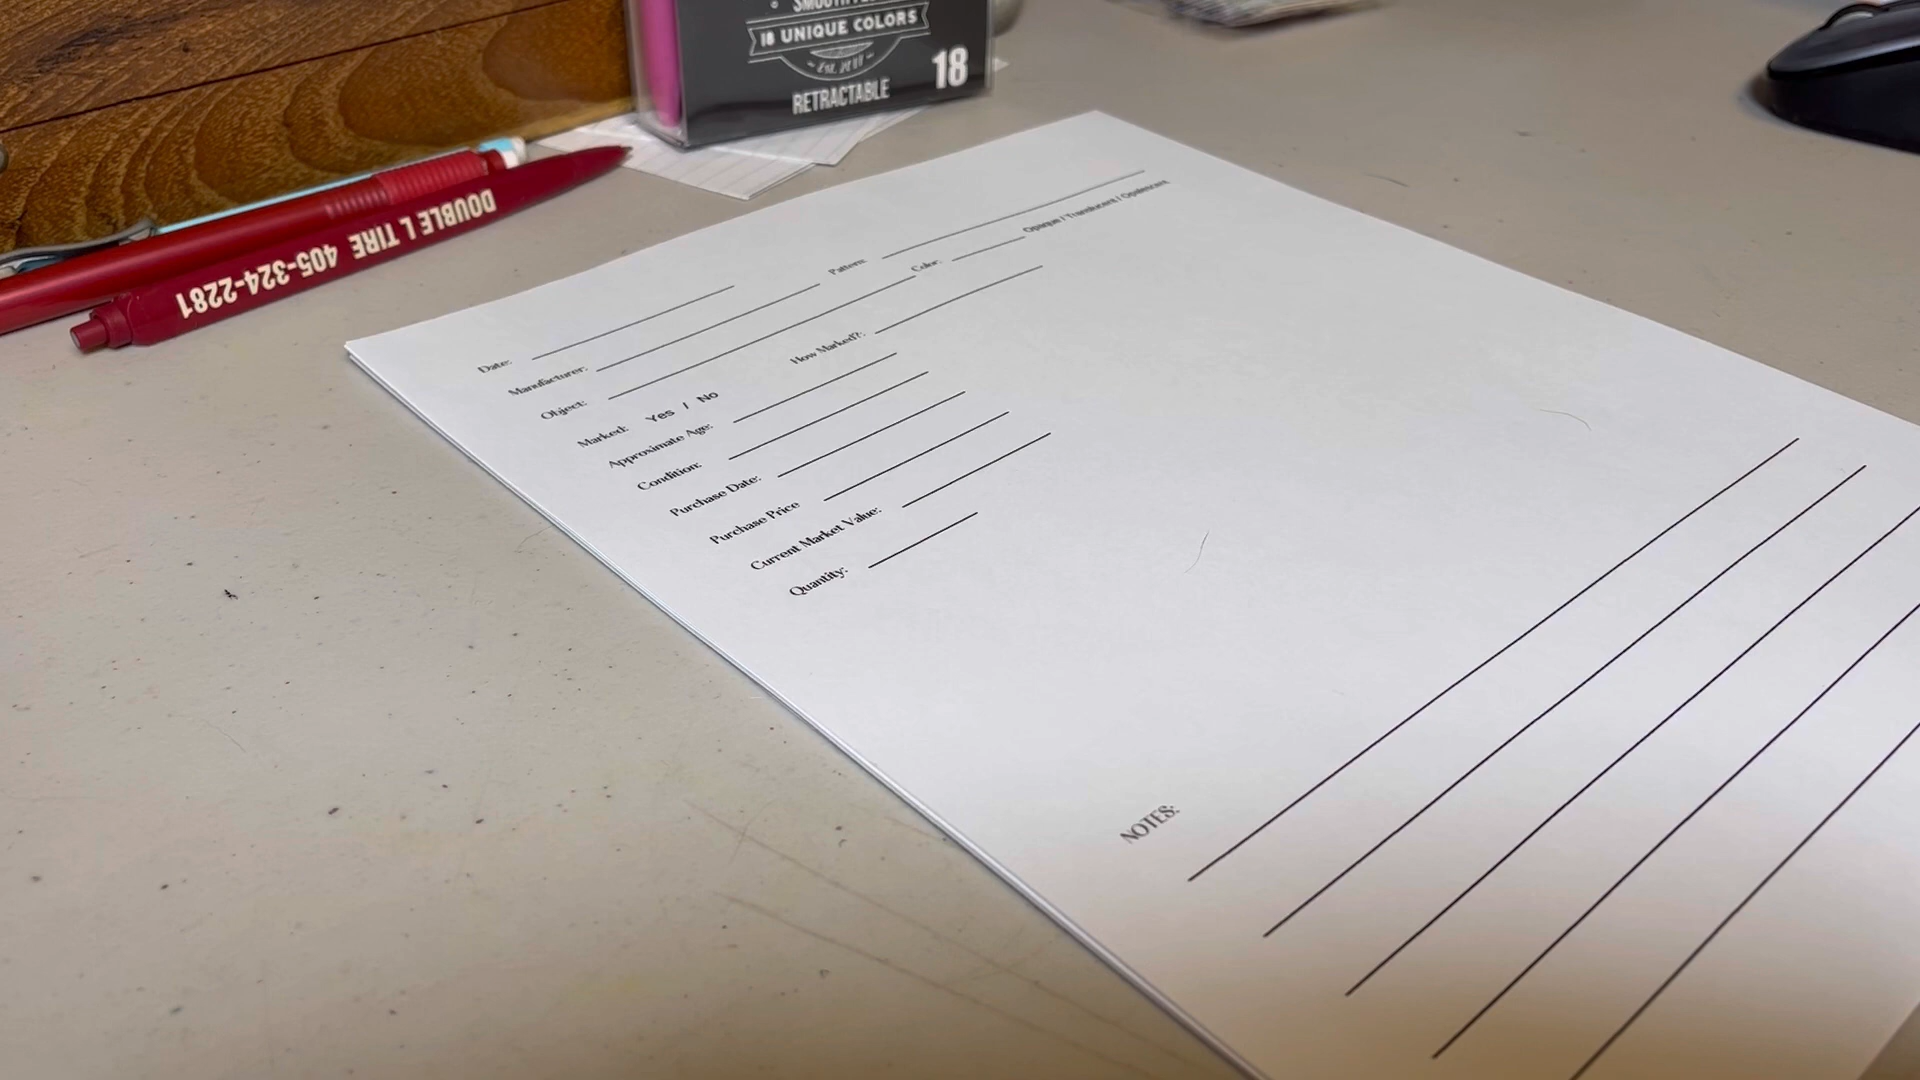 SMOOTH
18 UNIQUE COLORS
Est. 2017
RETRACTABLE
18
DOUBLE L TIRE 405-324-2281
Date:
Manufacturer: Pattern:
Object: Color: Opaque / Translucent / Opalescent
Marked: Yes / No How Marked?:
Approximate Age:
Condition:
Purchase Date:
Purchase Price
Current Market Value:
Quantity:
NOTES: